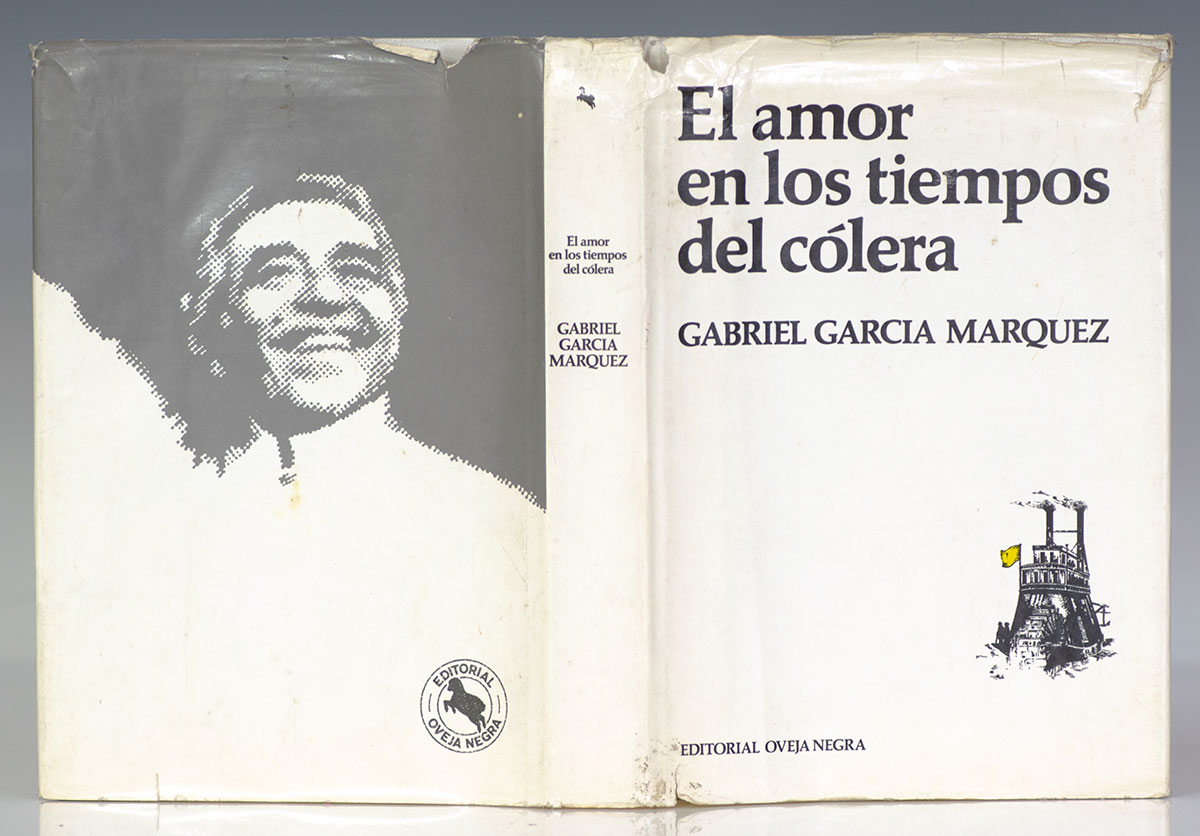 El amor
en los tiempos
del cólera
GABRIEL GARCIA MARQUEZ
EDITORIAL OVEJA NEGRA
El amor
en los tiempos
del cólera
GABRIEL
GARCIA
MARQUEZ
EDITORIAL
OVEJA NEGRA